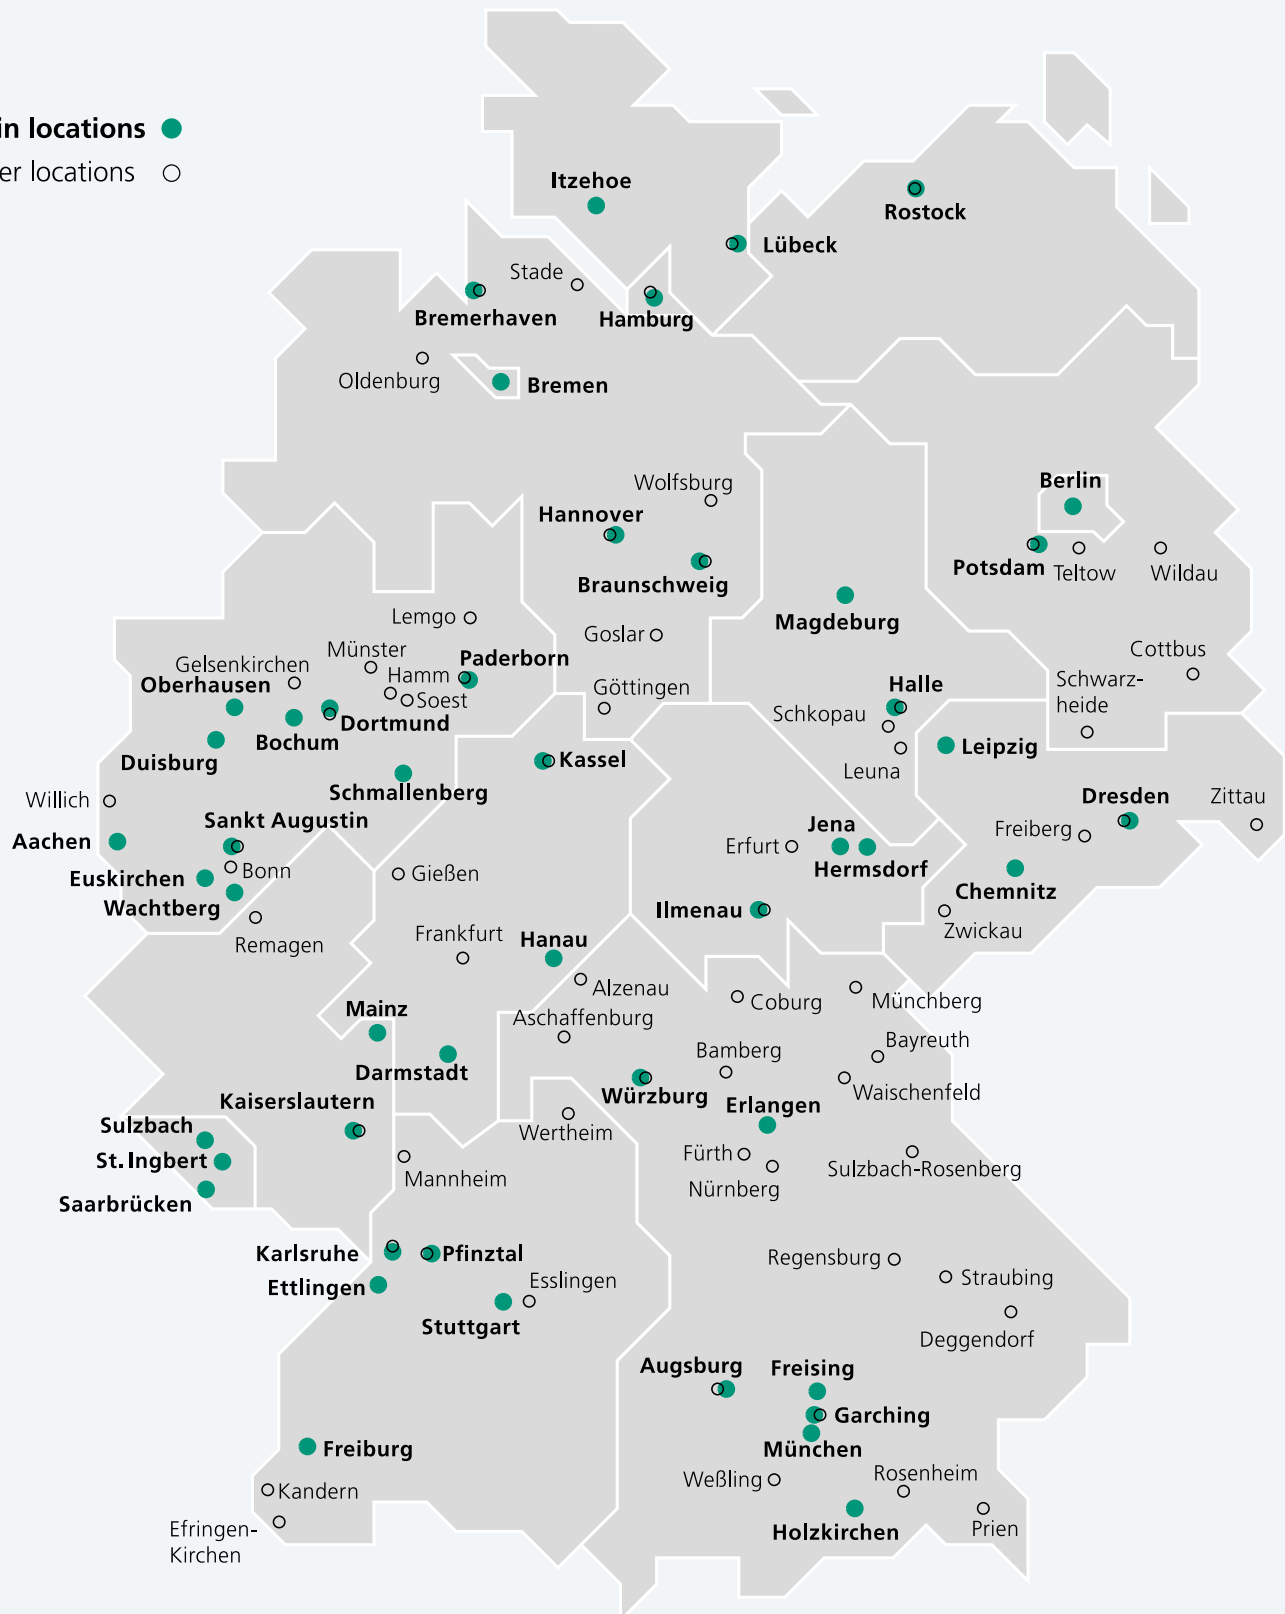 in locations
er locations
Itzehoe
Rostock
Lübeck
Stade
Bremerhaven
Hamburg
Oldenburg
Bremen
Wolfsburg
Berlin
Hannover
Braunschweig
Potsdam
Teltow
Wildau
Lemgo
Magdeburg
Goslar
Münster
Gelsenkirchen
Hamm
Paderborn
Cottbus
Oberhausen
Soest
Göttingen
Halle
Schwarz-
heide
Dortmund
Schkopau
Bochum
Duisburg
Kassel
Leipzig
Leuna
Schmallenberg
Willich
Dresden
Zittau
Sankt Augustin
Jena
Freiberg
Aachen
Erfurt
Hermsdorf
Bonn
Gießen
Euskirchen
Chemnitz
Wachtberg
Ilmenau
Zwickau
Remagen
Frankfurt
Hanau
Alzenau
Coburg
Münchberg
Mainz
Aschaffenburg
Bayreuth
Bamberg
Darmstadt
Waischenfeld
Kaiserslautern
Würzburg
Erlangen
Sulzbach
Wertheim
St. Ingbert
Fürth
Sulzbach-Rosenberg
Mannheim
Nürnberg
Saarbrücken
Karlsruhe
Pfinztal
Regensburg
Ettlingen
Esslingen
Straubing
Stuttgart
Deggendorf
Augsburg
Freising
Garching
Freiburg
München
Weßling
Rosenheim
Kandern
Efringen-
Kirchen
Holzkirchen
Prien